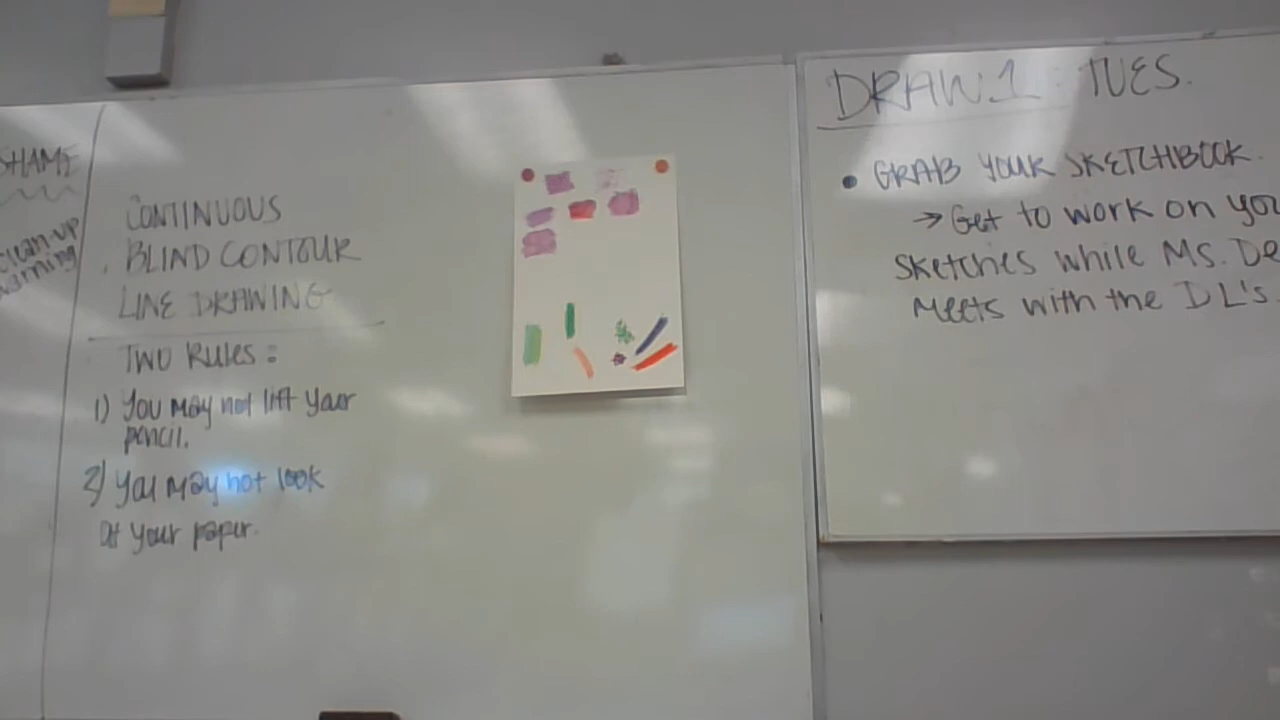 SHAME
clean-up
warning
CONTINUOUS
BLIND CONTOUR
LINE DRAWING
TWO RULES:
1) You may not lift your
pencil.
2) You may not look
at your paper.
DRAW 1: TUES.
• GRAB YOUR SKETCHBOOK.
→ Get to work on you
sketches while Ms. De
meets with the DL's.